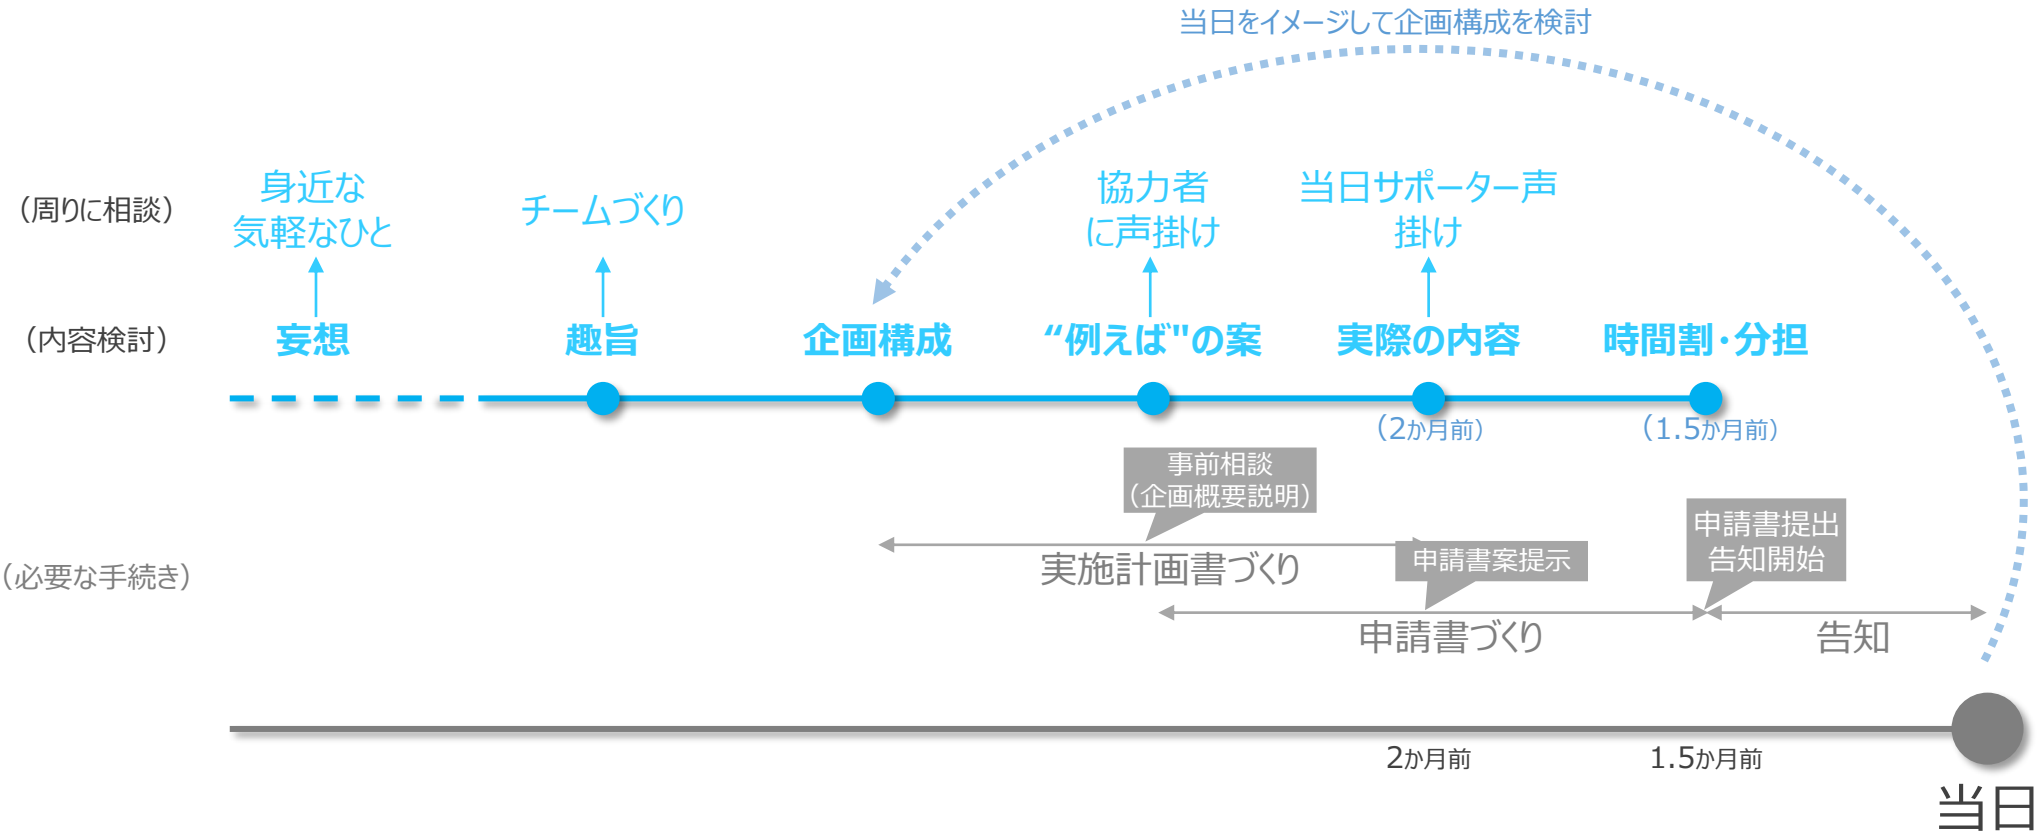 当日をイメージして企画構成を検討
（周りに相談）
身近な
気軽なひと
チームづくり
協力者
に声掛け
当日サポーター声
掛け
（内容検討）
妄想
趣旨
企画構成
“例えば"の案
実際の内容
時間割・分担
（2か月前）
（1.5か月前）
（必要な手続き）
事前相談
（企画概要説明）
実施計画書づくり
申請書案提示
申請書提出
告知開始
申請書づくり
告知
2か月前
1.5か月前
当日